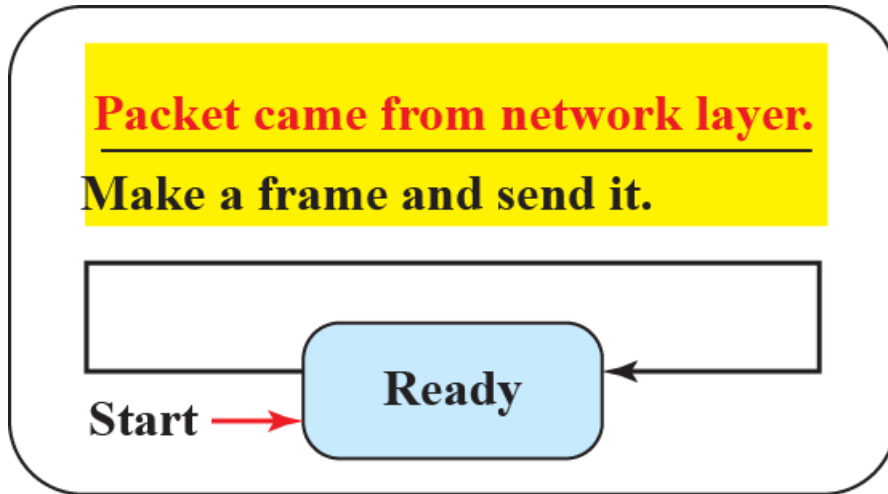 Packet came from network layer.
Make a frame and send it.
Ready
Start